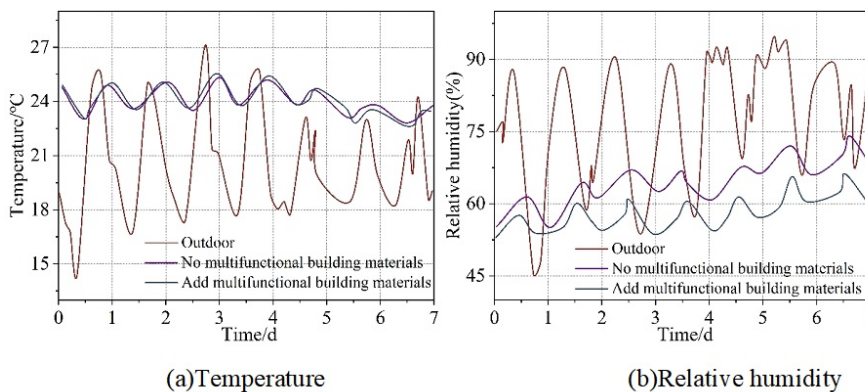 27
24
21
18
15
Temperature/°C
Outdoor
No multifunctional building materials
Add multifunctional building materials
0 1 2 3 4 5 6 7
Time/d
(a)Temperature
90
75
60
45
Relative humidity(%)
Outdoor
No multifunctional building materials
Add multifunctional building materials
0 1 2 3 4 5 6
Time/d
(b)Relative humidity